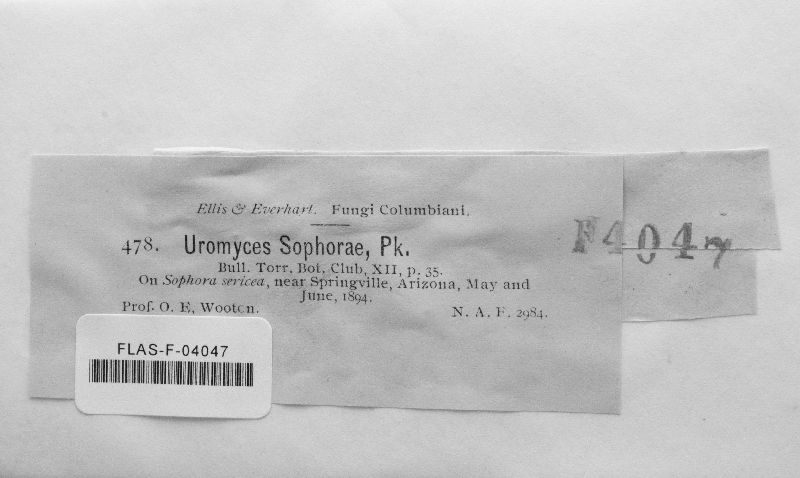 Ellis & Everhart. Fungi Columbiani.
478. Uromyces Sophorae, Pk.
Bull. Torr. Bot. Club, XII, p. 35.
On Sophora sericea, near Springville, Arizona, May and
June, 1894.
Prof. O. E, Wooten.
N. A. F. 2984.
F4047
FLAS-F-04047